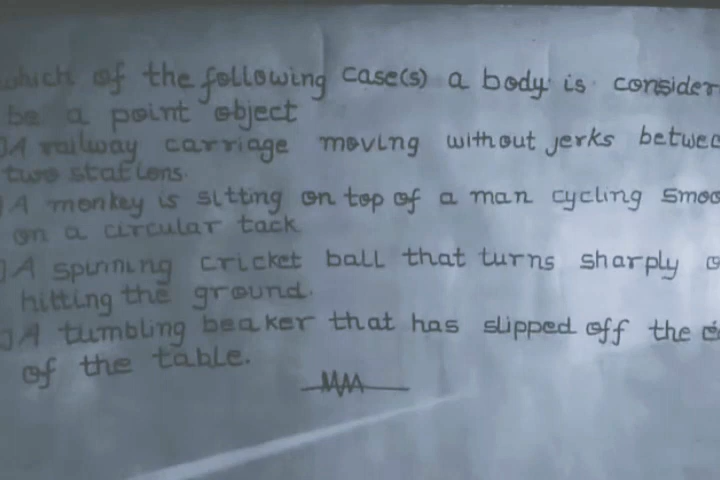 which of the following case(s) a body is consider
be a point object
A railway carriage moving without jerks betwee
two stations.
A monkey is sitting on top of a man cycling smoo
on a circular tack
A spinning cricket ball that turns sharply o
hitting the ground.
A tumbling beaker that has slipped off the e
of the table.